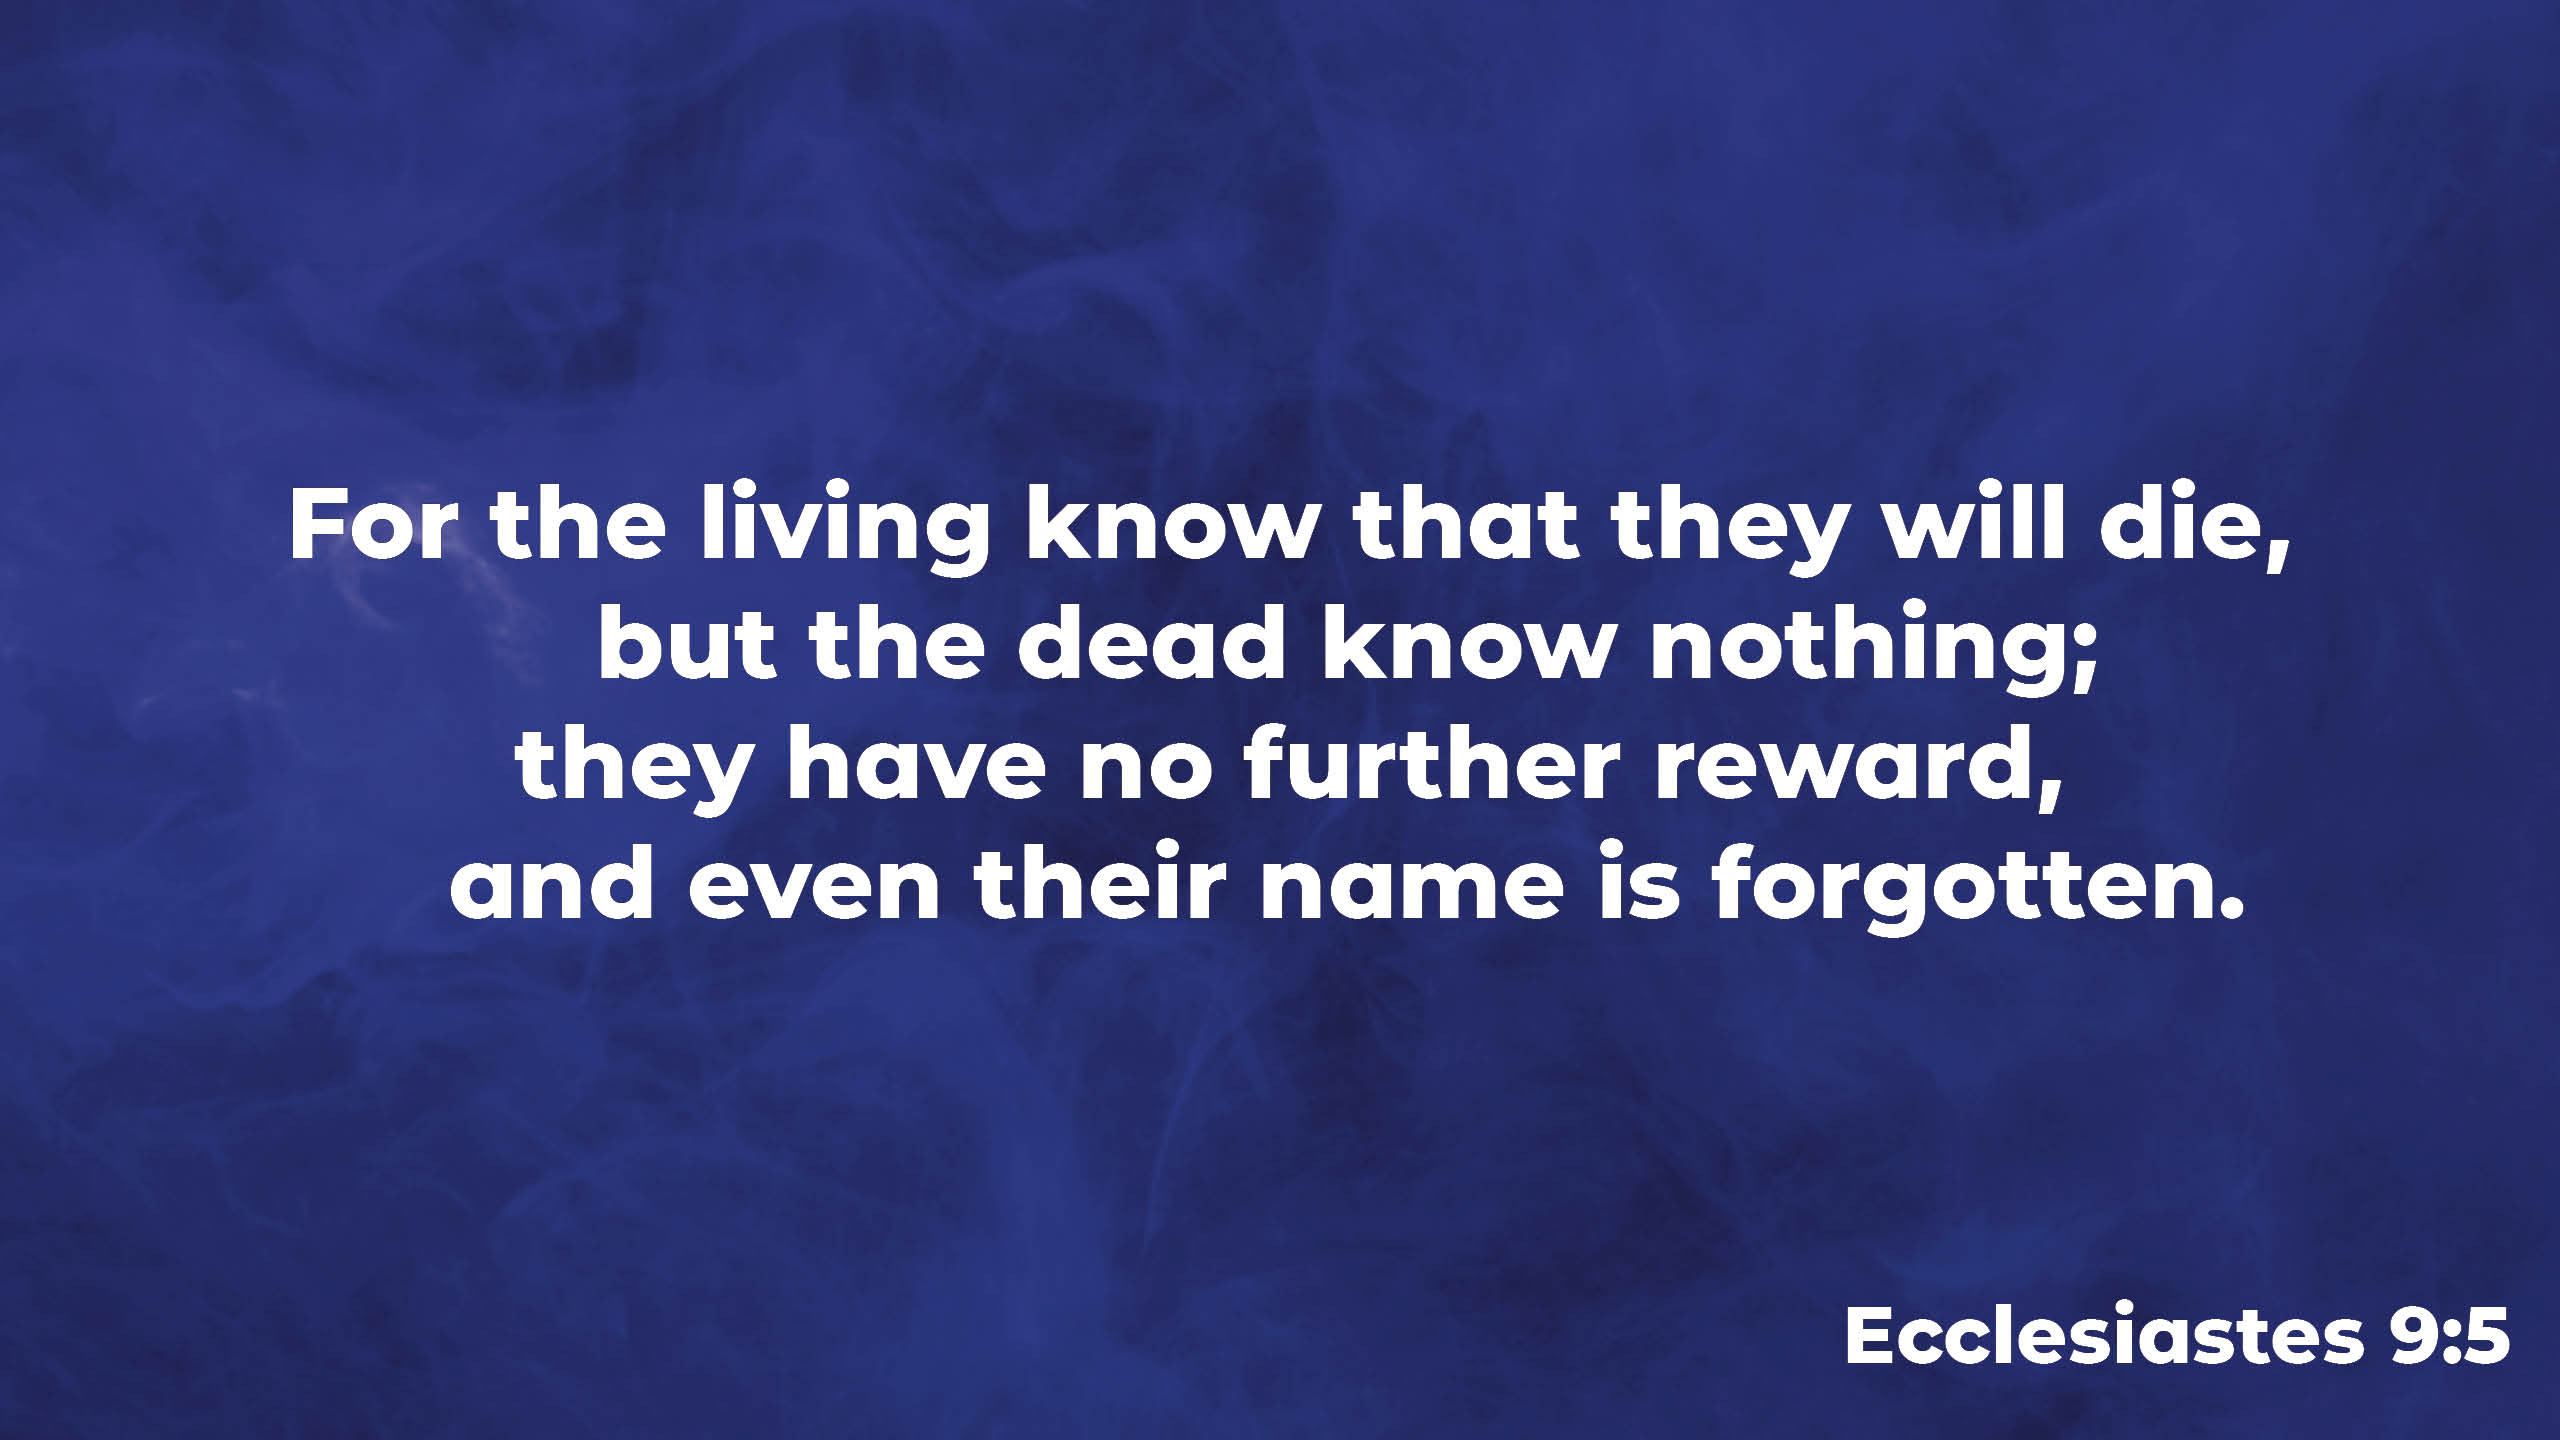 For the living know that they will die,
but the dead know nothing;
they have no further reward,
and even their name is forgotten.
Ecclesiastes 9:5